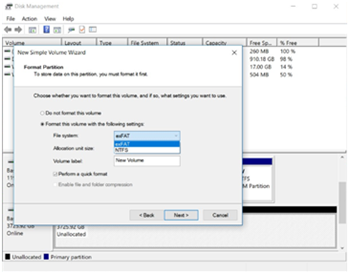 Disk Management
File Action View Help
Volume Layout Type File System Status Capacity Free Sp... % Free
260 MB 100 %
910.18 GB 98 %
17.00 GB 14 %
504 MB 50 %
New Simple Volume Wizard
Format Partition
To store data on this partition, you must format it first.
Choose whether you want to format this volume, and if so, what settings you want to use.
Do not format this volume
Format this volume with the following settings:
File system: exFAT
exFAT
NTFS
Allocation unit size:
Volume label: New Volume
Perform a quick format
Enable file and folder compression
< Back Next > Cancel
Ba
Online
M Partition
Ba
3725.92 GB
Online
3725.92 GB
Unallocated
Unallocated Primary partition